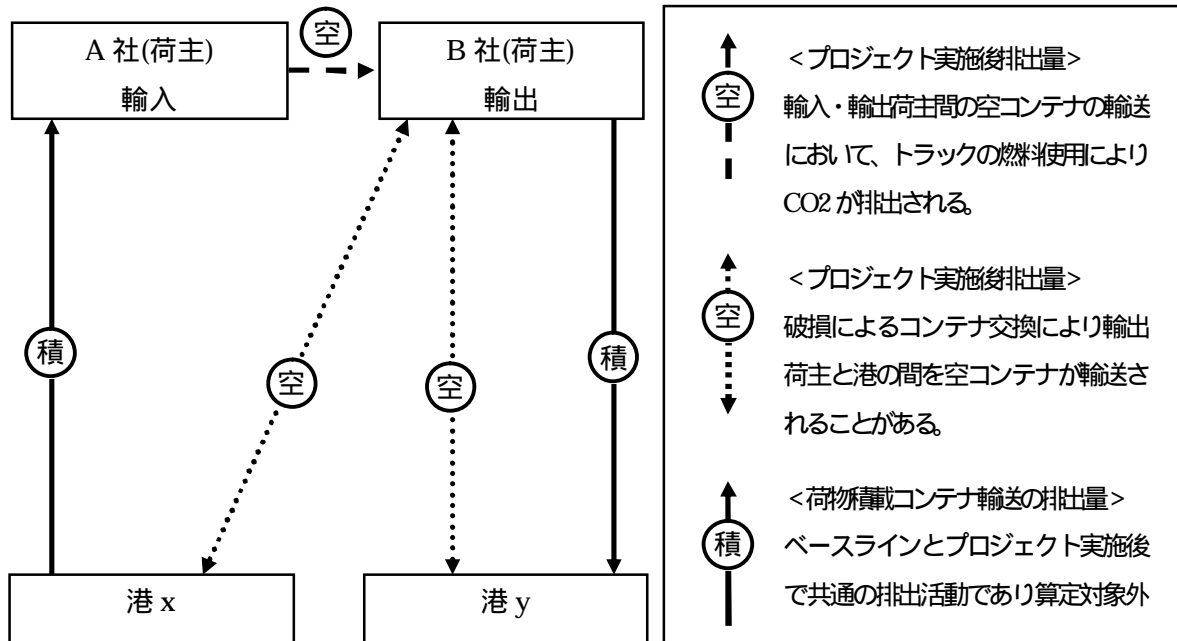 空
A 社(荷主)
輸入
B 社(荷主)
輸出
積
空
空
積
港 x
港 y
空
<プロジェクト実施後排出量>
輸入・輸出荷主間の空コンテナの輸送
において、トラックの燃料使用により
CO2 が排出される。
空
<プロジェクト実施後排出量>
破損によるコンテナ交換により輸出
荷主と港の間を空コンテナが輸送さ
れることがある。
積
<荷物積載コンテナ輸送の排出量>
ベースラインとプロジェクト実施後
で共通の排出活動であり算定対象外